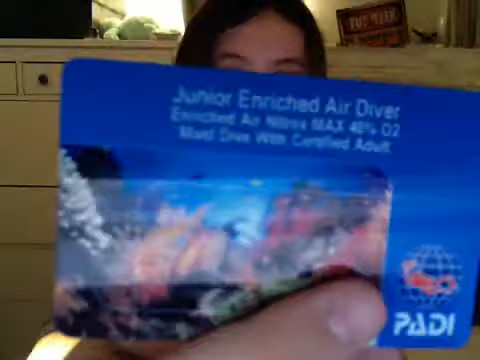 Junior Enriched Air Diver
Enriched Air Nitrox MAX 40% O2
Must Dive With Certified Adult
PADI